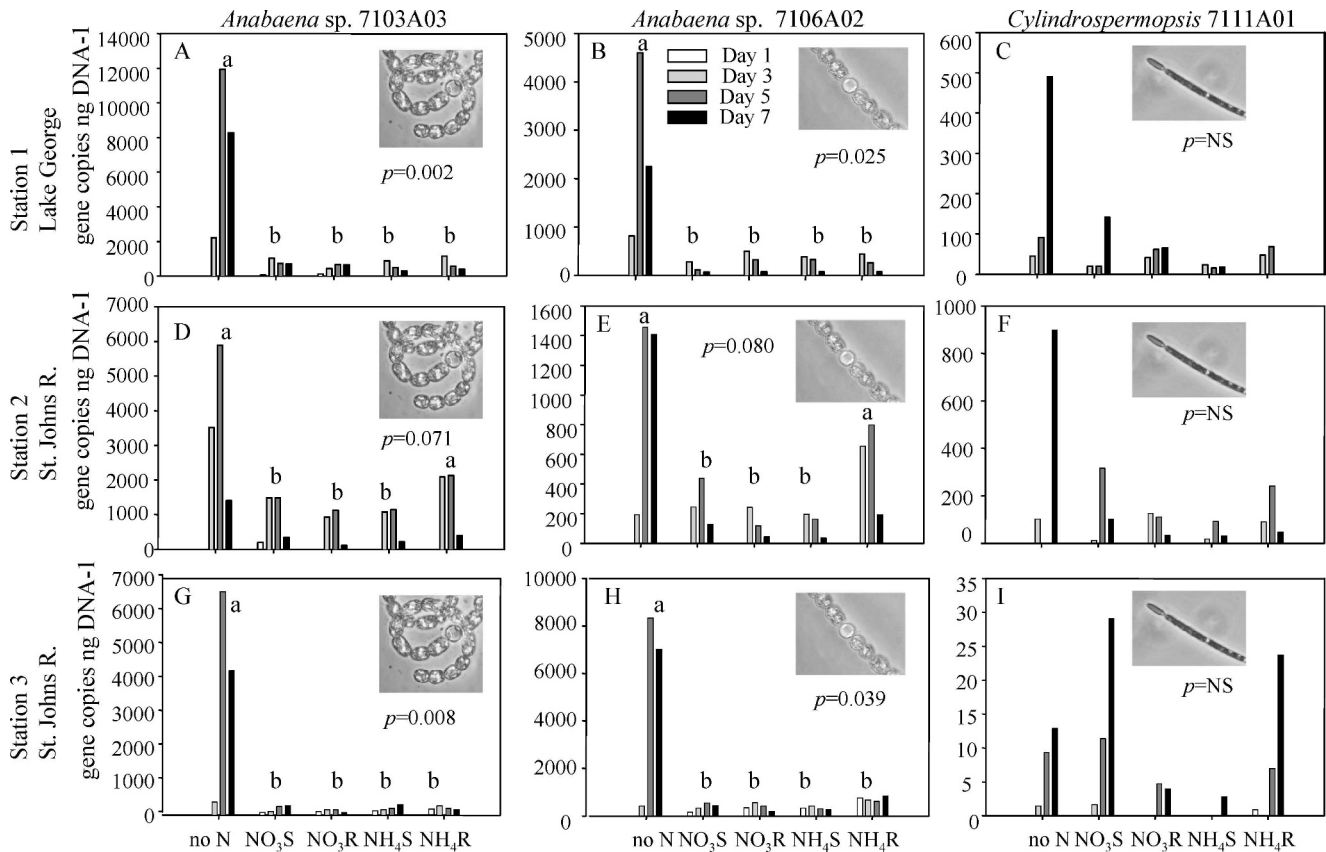 Anabaena sp. 7103A03
Anabaena sp. 7106A02
Cylindrospermopsis 7111A01
Station 1
Lake George
gene copies ng DNA-1
14000
12000
10000
8000
6000
4000
2000
0
A
a
p=0.002
b
b
b
b
5000
4000
3000
2000
1000
0
B
a
Day 1
Day 3
Day 5
Day 7
p=0.025
b
b
b
b
600
500
400
300
200
100
0
C
p=NS
Station 2
St. Johns R.
gene copies ng DNA-1
7000
6000
5000
4000
3000
2000
1000
0
D
a
p=0.071
b
b
b
a
1600
1400
1200
1000
800
600
400
200
0
E
a
p=0.080
b
b
b
a
1000
800
600
400
200
0
F
p=NS
Station 3
St. Johns R.
gene copies ng DNA-1
7000
6000
5000
4000
3000
2000
1000
0
G
a
p=0.008
b
b
b
b
10000
8000
6000
4000
2000
0
H
a
p=0.039
b
b
b
b
35
30
25
20
15
10
5
0
I
p=NS
no N NO₃S NO₃R NH₄S NH₄R
no N NO₃S NO₃R NH₄S NH₄R
no N NO₃S NO₃R NH₄S NH₄R